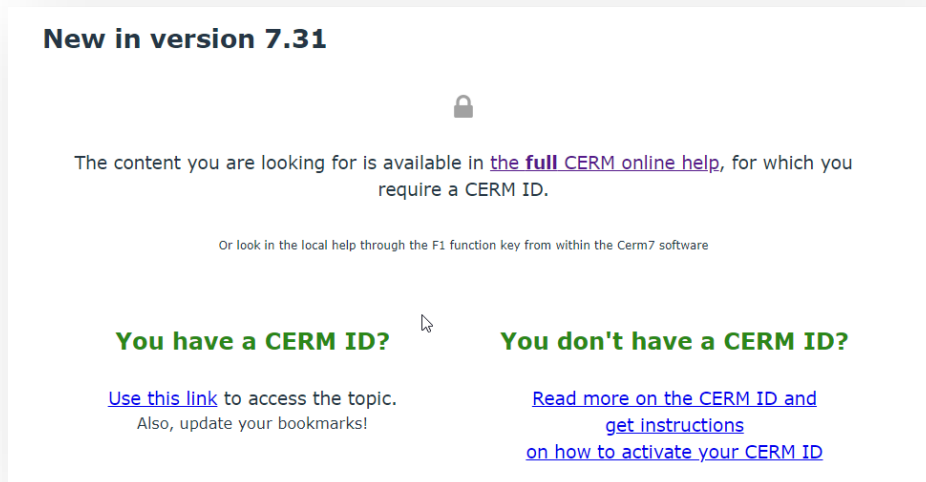 New in version 7.31
The content you are looking for is available in the full CERM online help, for which you
require a CERM ID.
Or look in the local help through the F1 function key from within the Cerm7 software
You have a CERM ID?
Use this link to access the topic.
Also, update your bookmarks!
You don't have a CERM ID?
Read more on the CERM ID and
get instructions
on how to activate your CERM ID